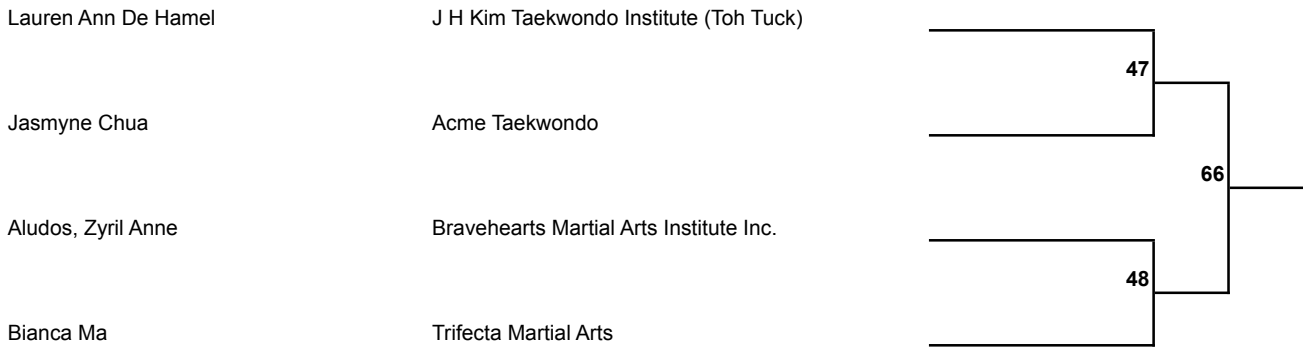 Lauren Ann De Hamel J H Kim Taekwondo Institute (Toh Tuck)
47
Jasmyne Chua Acme Taekwondo
66
Aludos, Zyril Anne Bravehearts Martial Arts Institute Inc.
48
Bianca Ma Trifecta Martial Arts